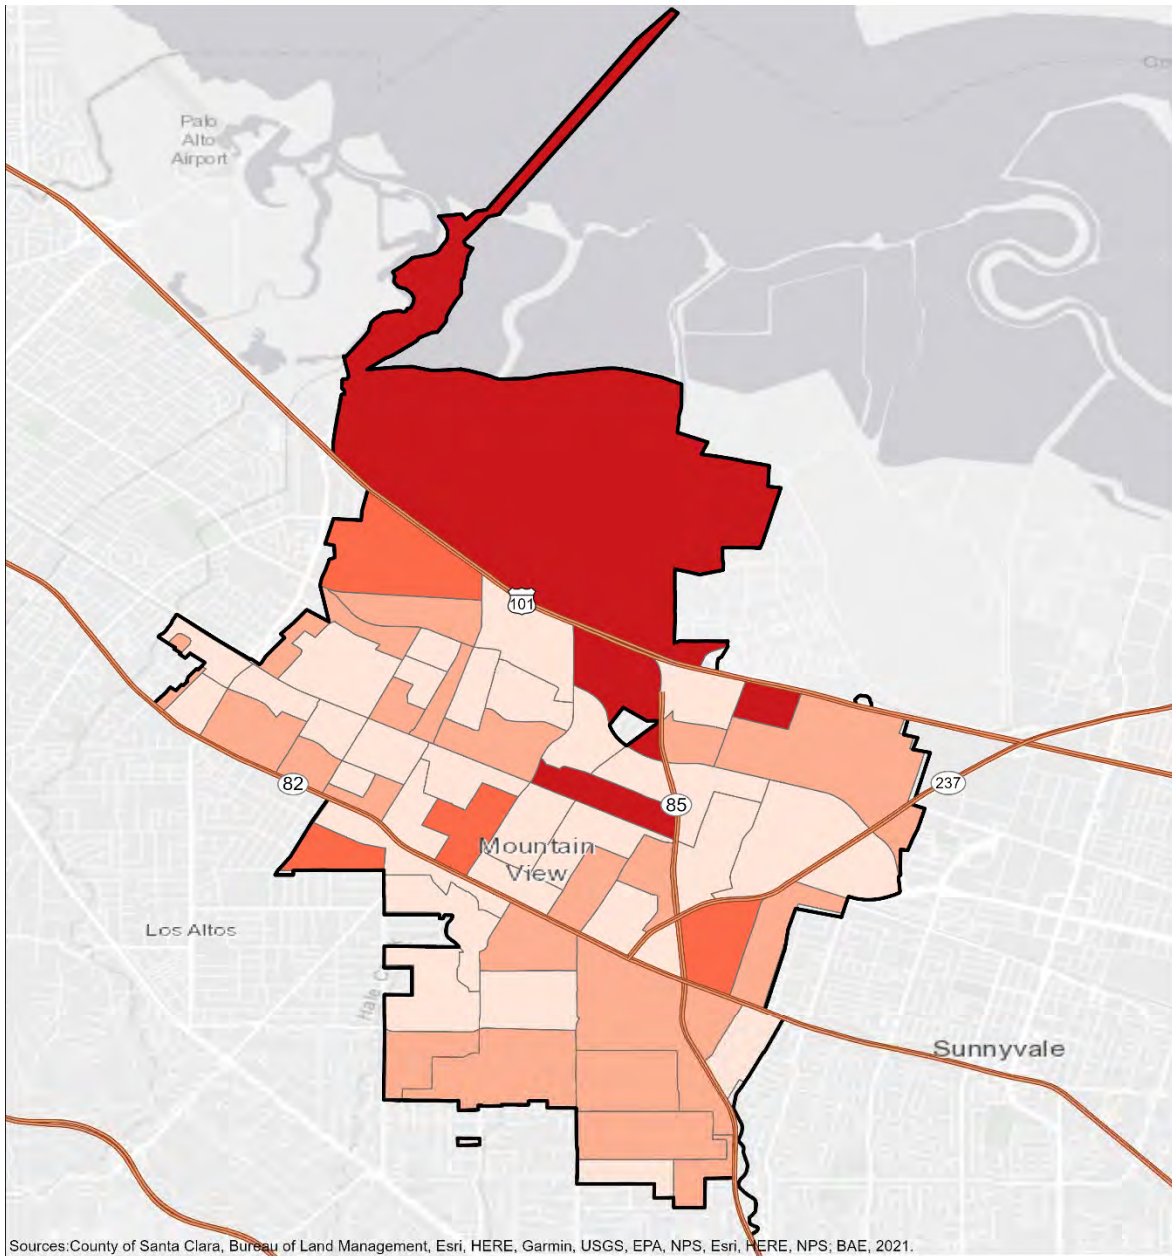 Palo
Alto
Airport
101
82
85
237
Mountain
View
Los Altos
Hale C
Sunnyvale
Sources:County of Santa Clara, Bureau of Land Management, Esri, HERE, Garmin, USGS, EPA, NPS, Esri, HERE, NPS; BAE, 2021.